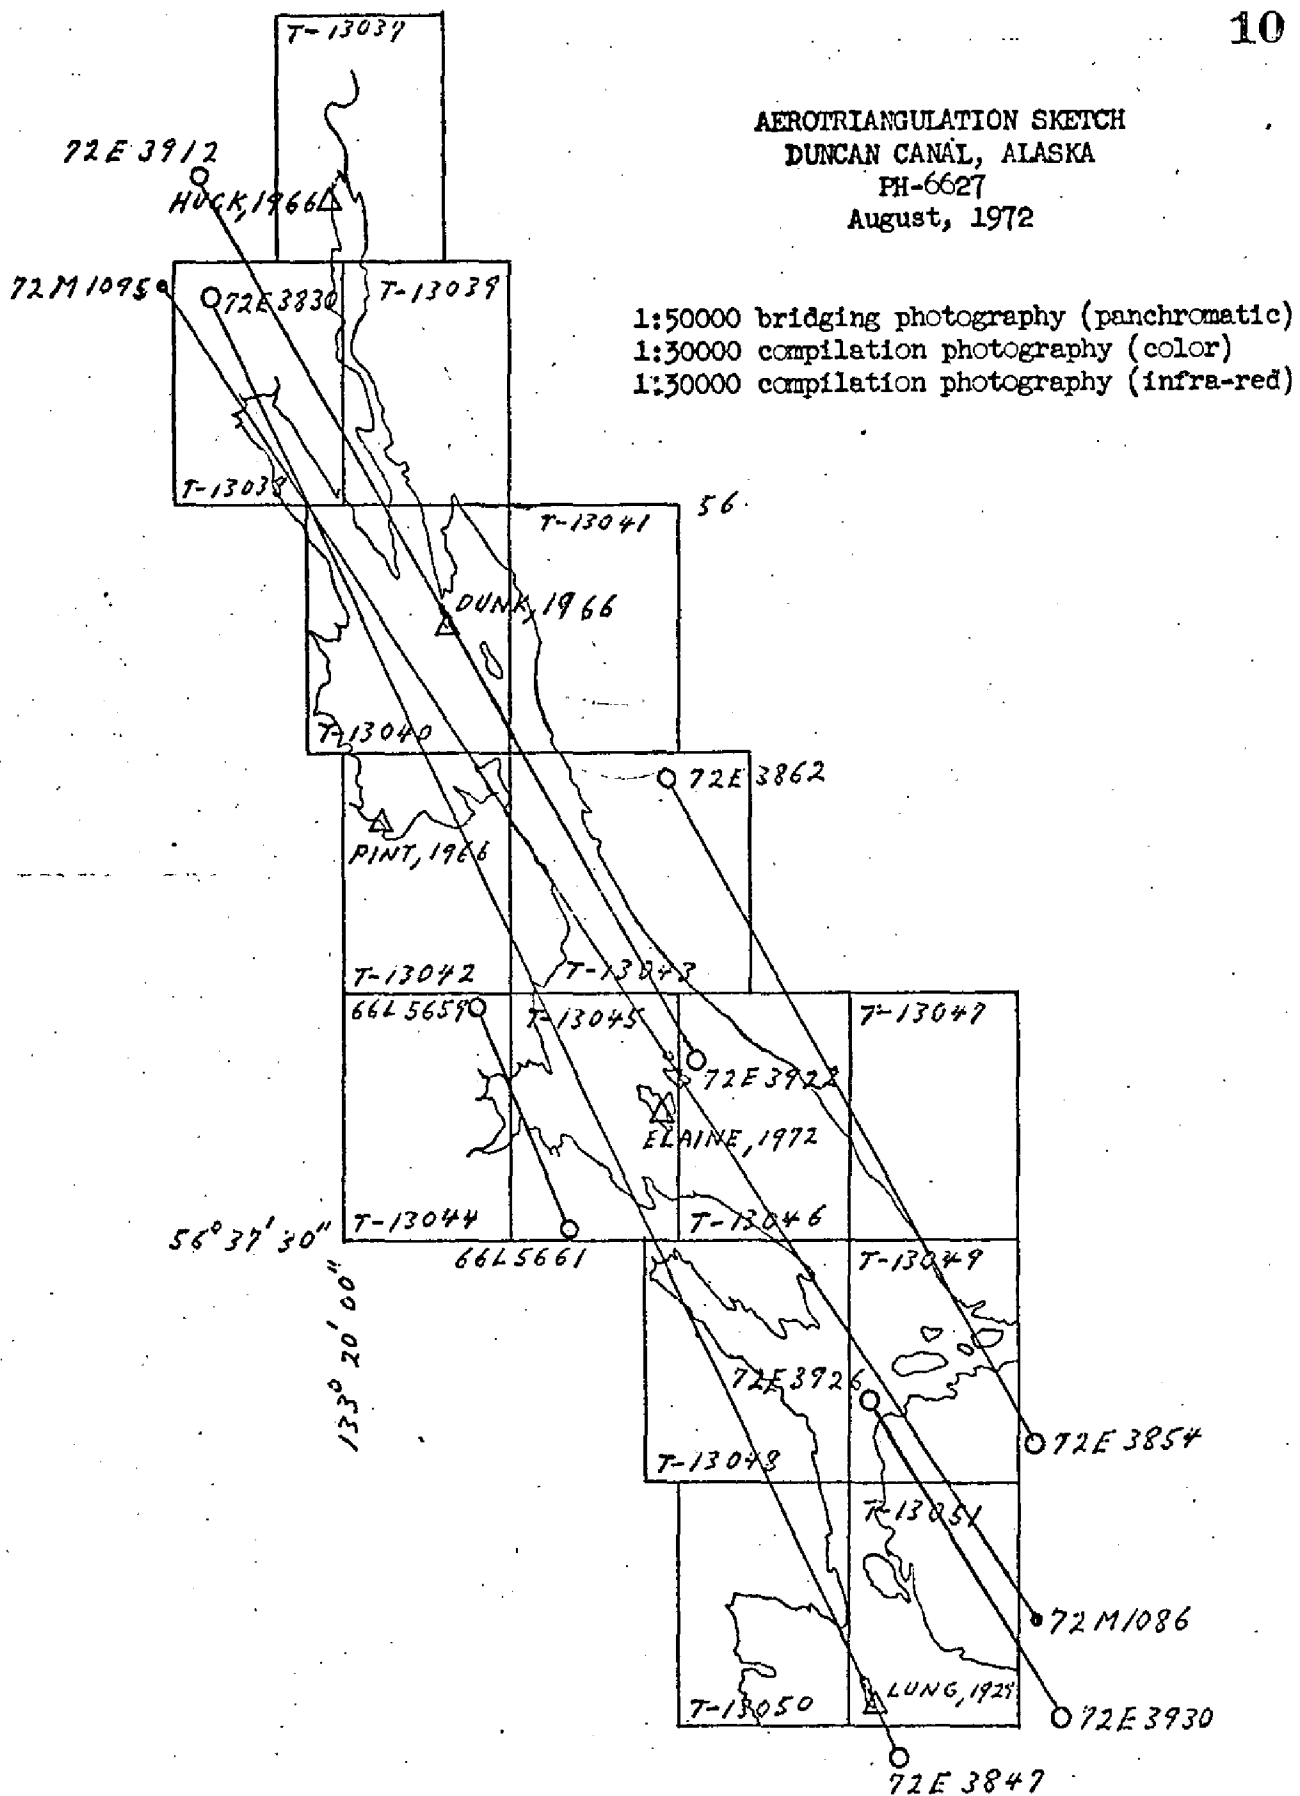 10
T-13037
AEROTRIANGULATION SKETCH
DUNCAN CANAL, ALASKA
PH-6627
August, 1972
72E 3912
HUCK, 1966
72M 1095
72E 3830
T-13039
1:50000 bridging photography (panchromatic)
1:30000 compilation photography (color)
1:30000 compilation photography (infra-red)
T-13038
56
T-13041
DUNK, 1966
T-13040
72E 3862
PINT, 1966
T-13042
T-13043
66L 5659
T-13045
T-13047
72E 3922
ELAINE, 1972
T-13044
T-13046
56° 37' 30"
66L 5661
T-13049
133° 20' 00"
72E 3926
72E 3854
T-13048
T-13051
72M 1086
LUNG, 1929
T-13050
72E 3930
72E 3847